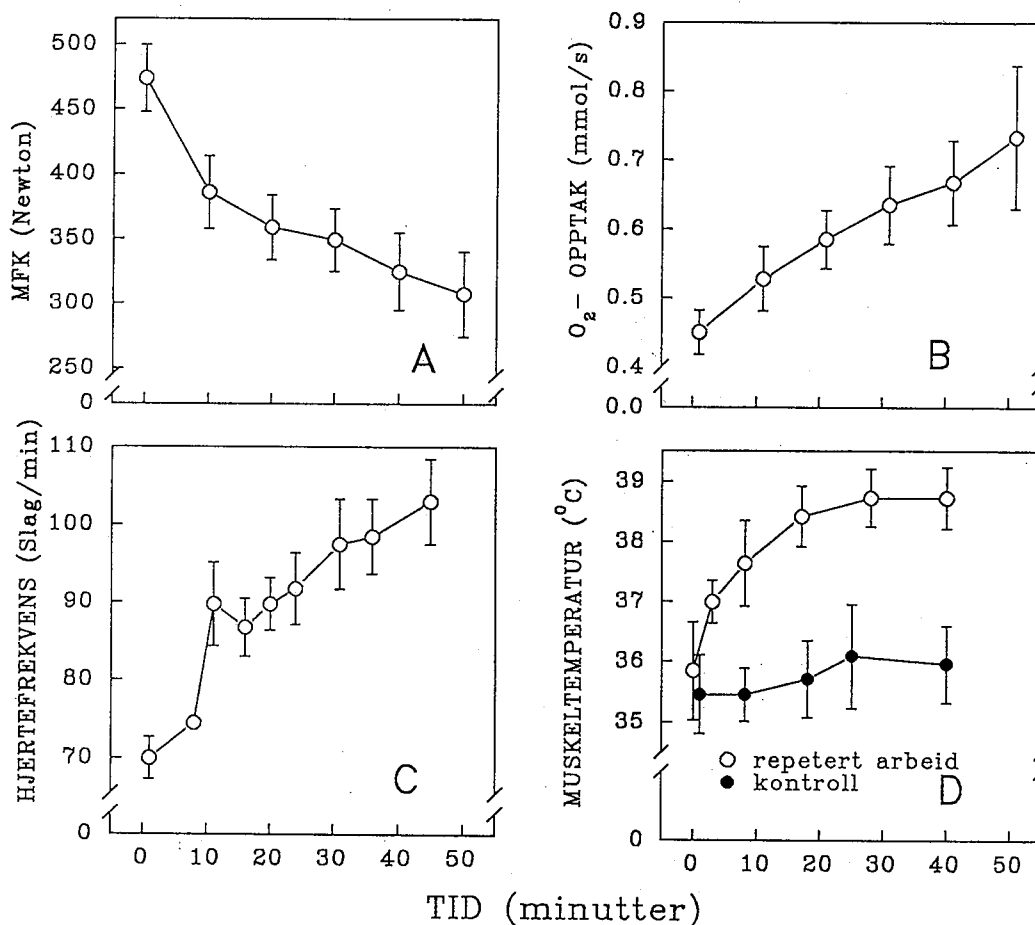 MFK (Newton)
500
450
400
350
300
250
0
A
O₂- OPPTAK (mmol/s)
0.9
0.8
0.7
0.6
0.5
0.4
0.0
B
HJERTEFREKVENS (Slag/min)
110
100
90
80
70
0
C
0 10 20 30 40 50
MUSKELTEMPERATUR (⁰C)
39
38
37
36
35
0
repetert arbeid
kontroll
D
0 10 20 30 40 50
TID (minutter)